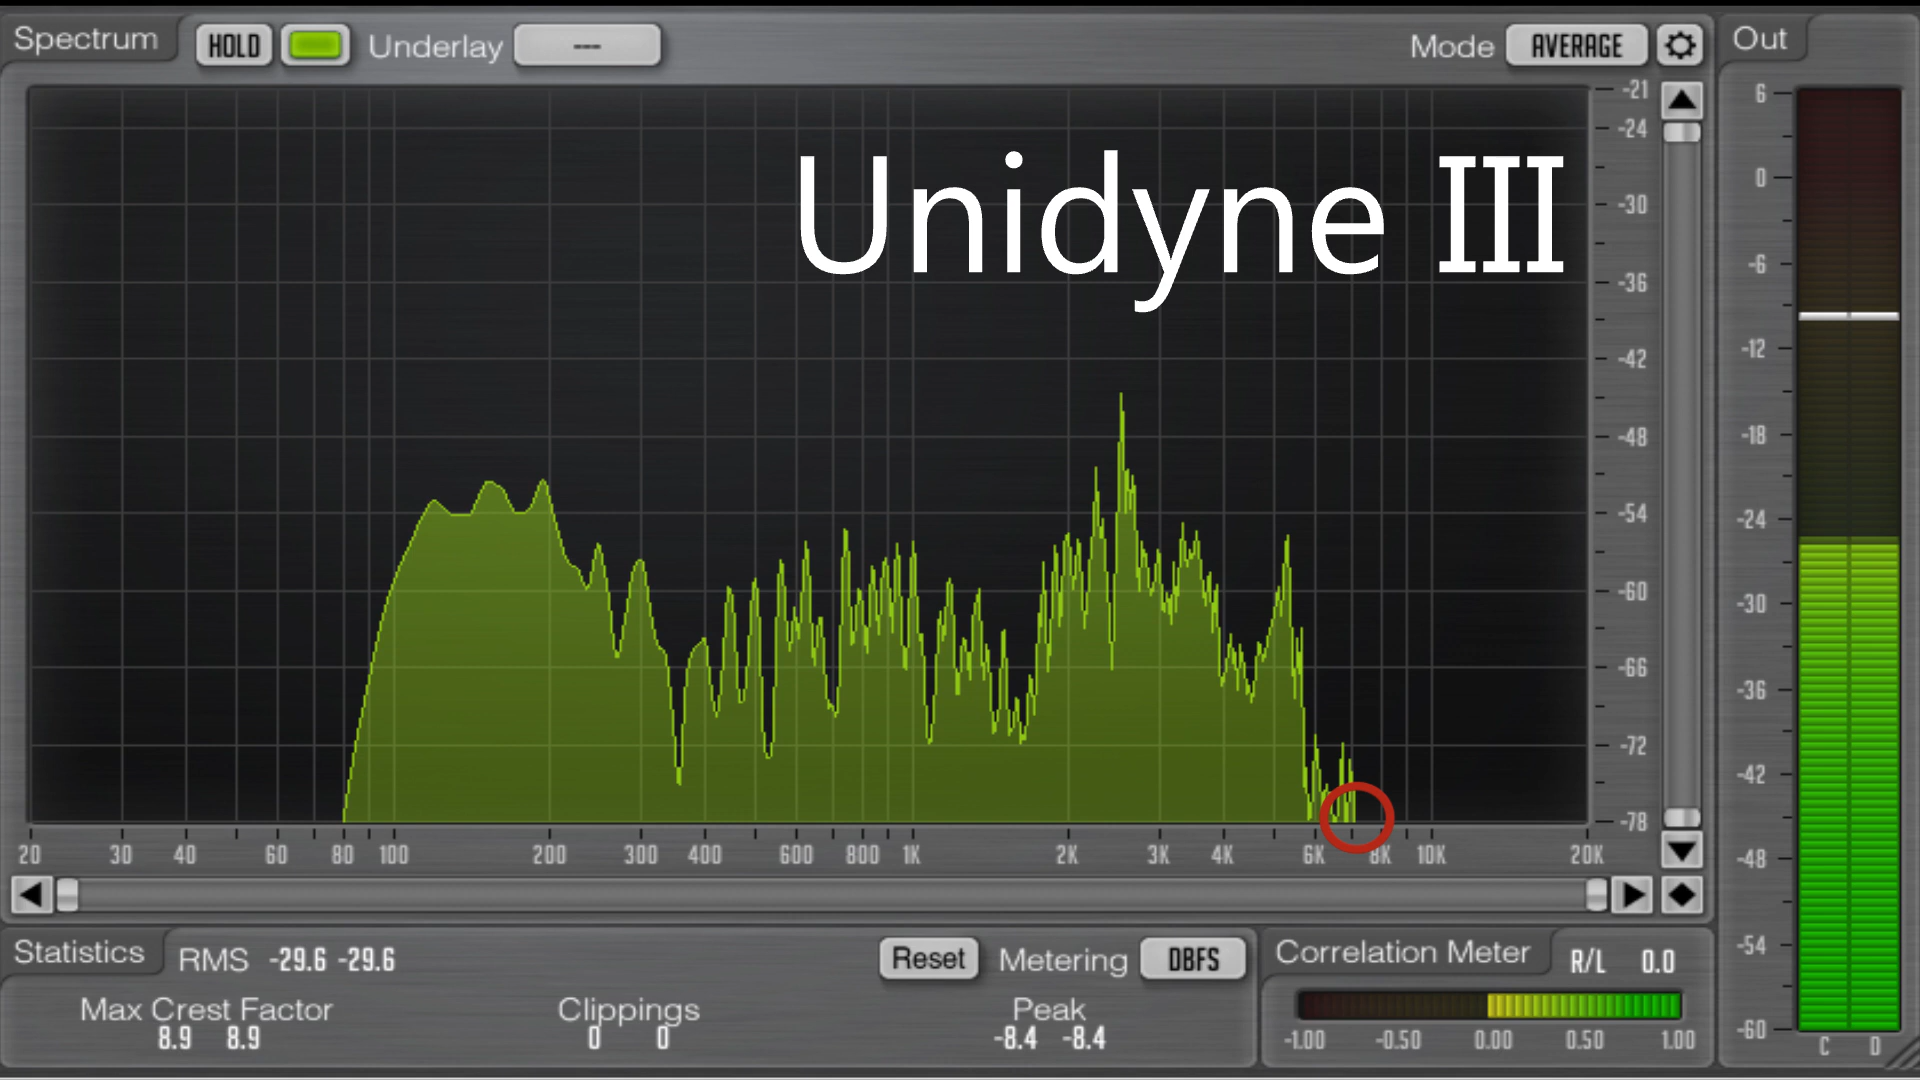 Spectrum HOLD Underlay --- Mode AVERAGE Out
Unidyne III
-21
-24
-30
-36
-42
-48
-54
-60
-66
-72
-78
6
0
-6
-12
-18
-24
-30
-36
-42
-48
-54
-60
C D
20 30 40 60 80 100 200 300 400 600 800 1K 2K 3K 4K 6K 8K 10K 20K
Statistics RMS -29.6 -29.6 Reset Metering DBFS
Max Crest Factor Clippings Peak
8.9 8.9 0 0 -8.4 -8.4
Correlation Meter R/L 0.0
-1.00 -0.50 0.00 0.50 1.00